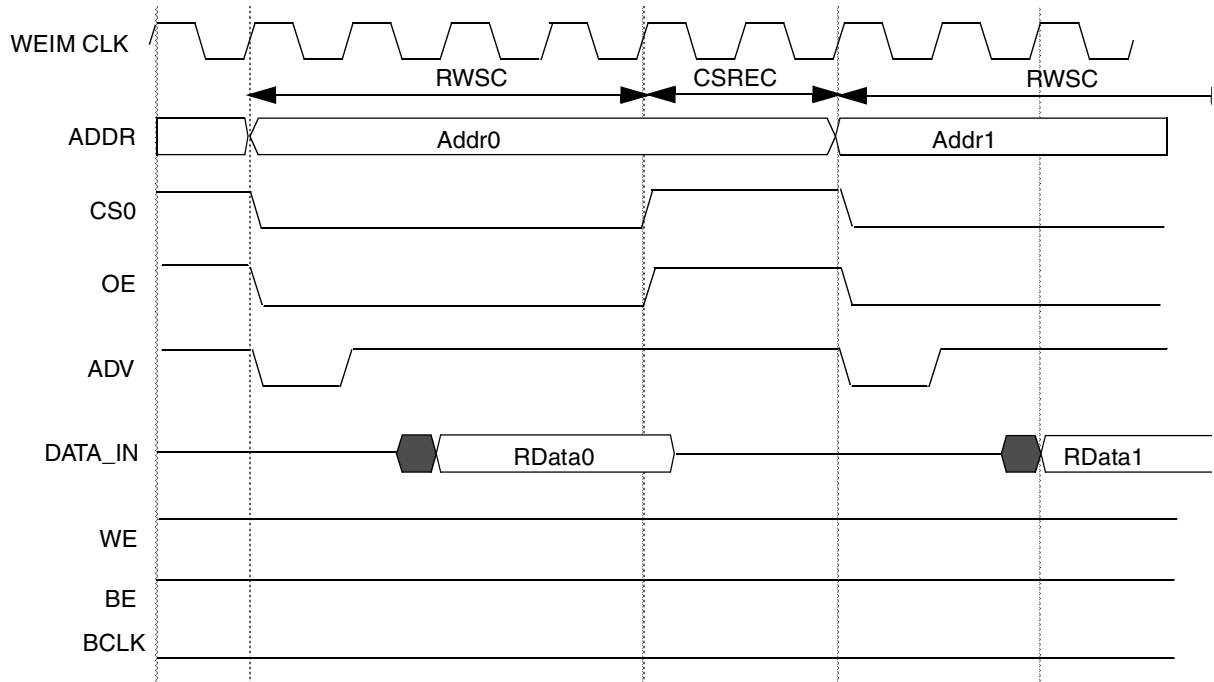 WEIM CLK
RWSC CSREC RWSC
ADDR Addr0 Addr1
CS0
OE
ADV
DATA_IN RData0 RData1
WE
BE
BCLK